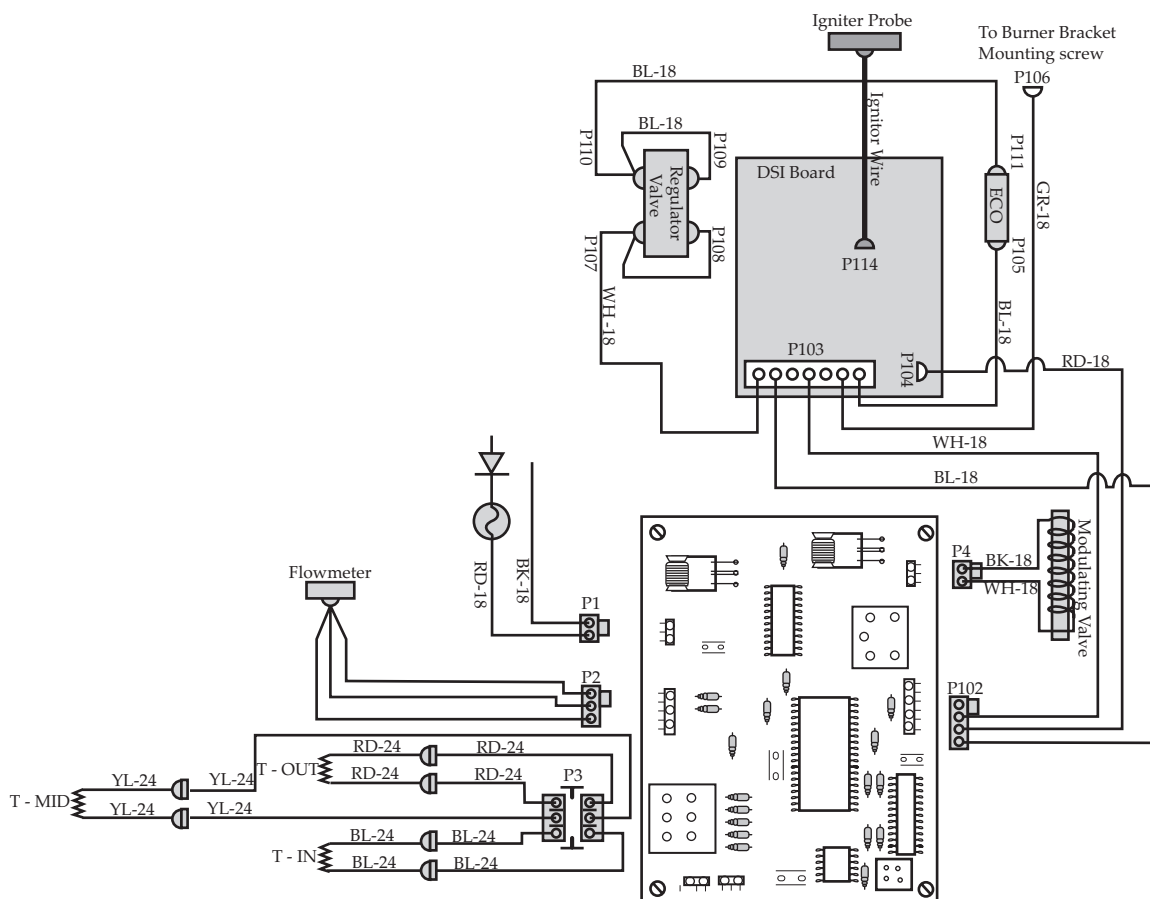 Igniter Probe
To Burner Bracket
Mounting screw
P106
BL-18
BL-18
P110
P109
Regulator
Valve
P107
P108
WH -18
Ignitor Wire
DSI Board
P114
P111
ECO
P105
GR-18
BL-18
P103
P104
RD-18
WH-18
BL-18
RD-18
BK-18
Flowmeter
P1
P2
P4
BK-18
WH-18
Modulating Valve
P102
RD-24
RD-24
T - OUT
RD-24
RD-24
P3
YL-24
YL-24
T - MID
YL-24
YL-24
BL-24
BL-24
T - IN
BL-24
BL-24